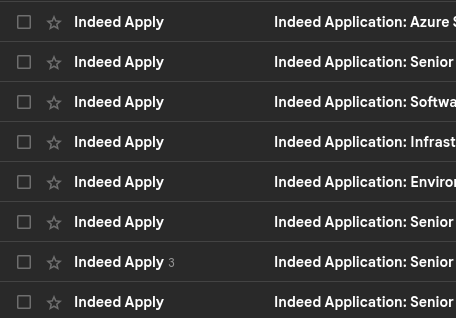 Indeed Apply Indeed Application: Azure
Indeed Apply Indeed Application: Senior
Indeed Apply Indeed Application: Softwa
Indeed Apply Indeed Application: Infrast
Indeed Apply Indeed Application: Enviro
Indeed Apply Indeed Application: Senior
Indeed Apply 3 Indeed Application: Senior
Indeed Apply Indeed Application: Senior